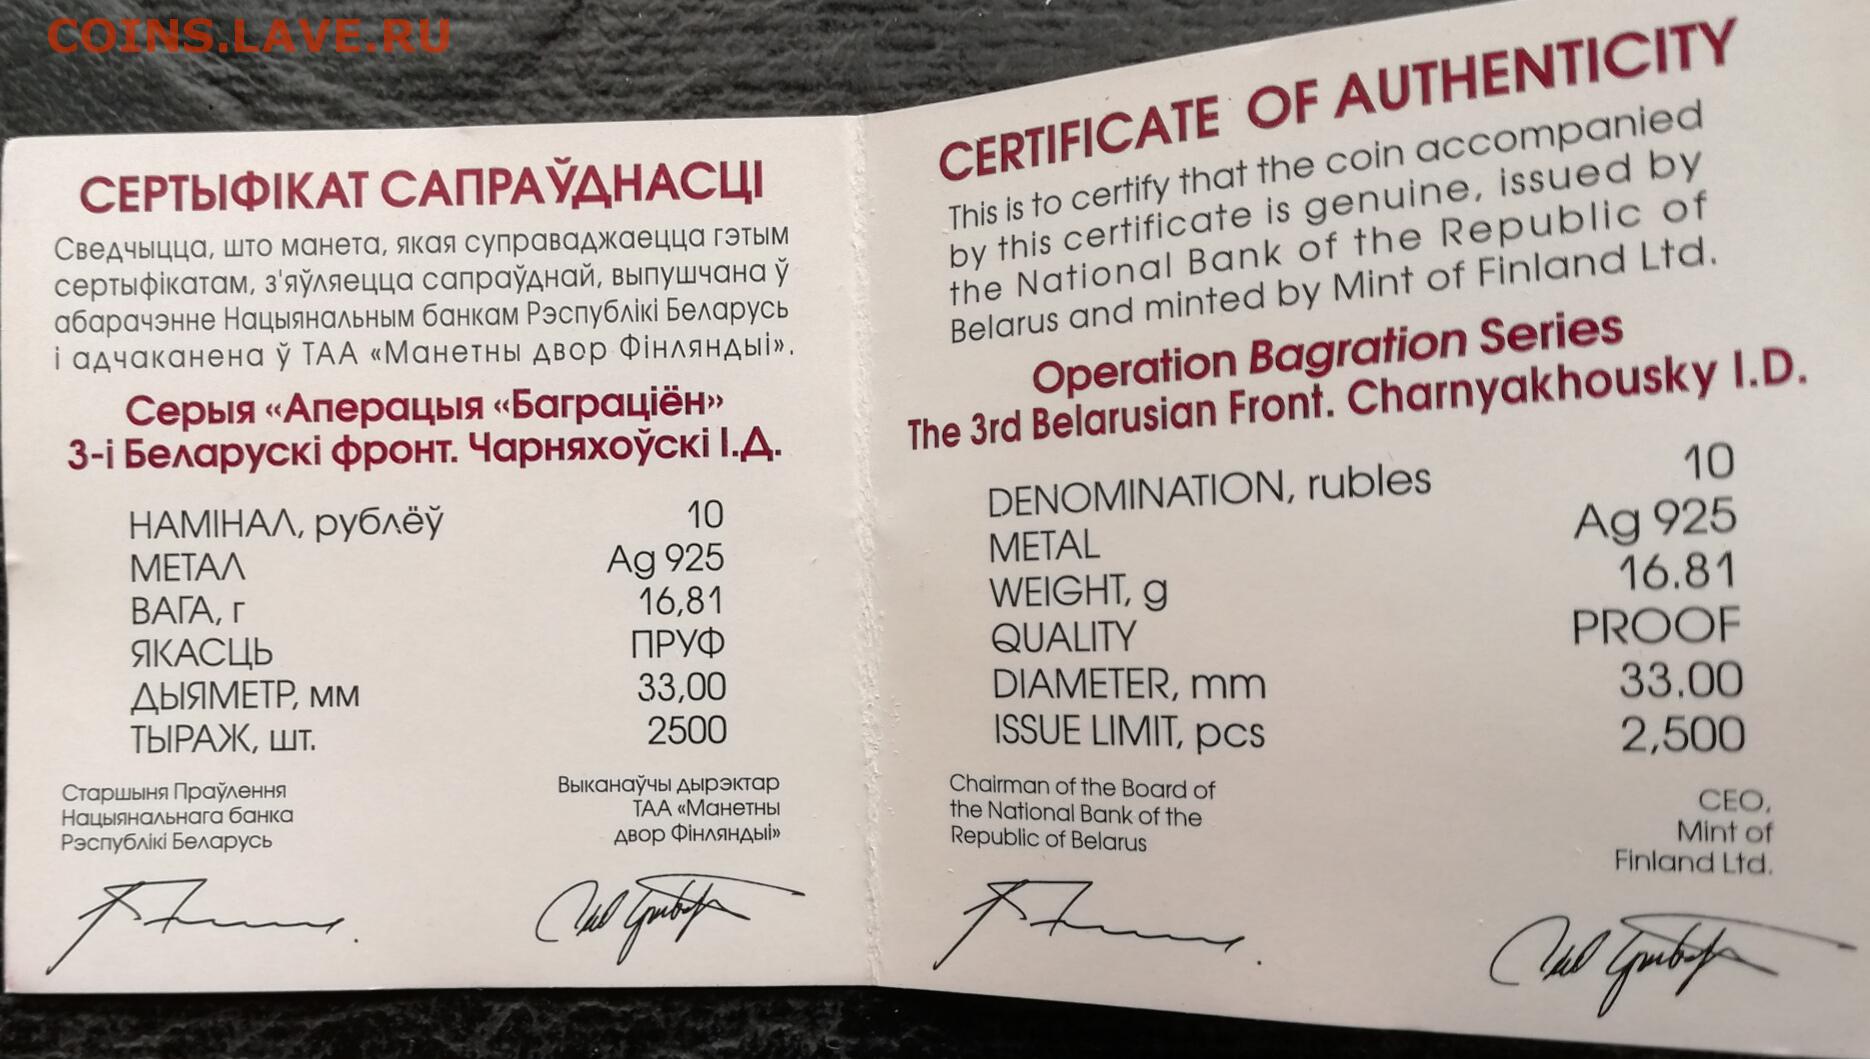 COINS.LAVE.RU
СЕРТЫФІКАТ САПРАЎДНАСЦІ
Сведчыцца, што манета, якая суправаджаецца гэтым
сертыфікатам, з'яўляецца сапраўднай, выпушчана ў
абарачэнне Нацыянальным банкам Рэспублікі Беларусь
і адчаканена ў ТАА «Манетны двор Фінляндыі».
Серыя «Аперацыя «Баграціён»
3-і Беларускі фронт. Чарняхоўскі І.Д.
НАМІНАЛ, рублёў 10
МЕТАЛ Ag 925
ВАГА, г 16,81
ЯКАСЦЬ ПРУФ
ДЫЯМЕТР, мм 33,00
ТЫРАЖ, шт. 2500
Старшыня Праўлення
Нацыянальнага банка
Рэспублікі Беларусь
Выканаўчы дырэктар
ТАА «Манетны
двор Фінляндыі»
CERTIFICATE OF AUTHENTICITY
This is to certify that the coin accompanied
by this certificate is genuine, issued by
the National Bank of the Republic of
Belarus and minted by Mint of Finland Ltd.
Operation Bagration Series
The 3rd Belarusian Front. Charnyakhousky I.D.
DENOMINATION, rubles 10
METAL Ag 925
WEIGHT, g 16.81
QUALITY PROOF
DIAMETER, mm 33.00
ISSUE LIMIT, pcs 2,500
Chairman of the Board of
the National Bank of the
Republic of Belarus
CEO,
Mint of
Finland Ltd.